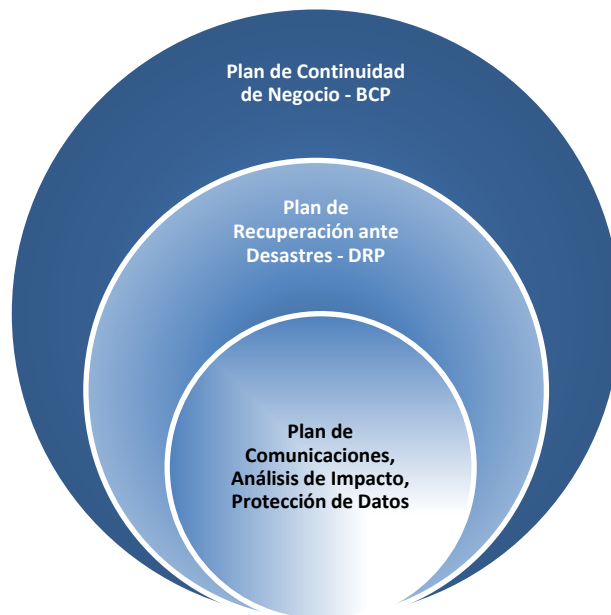 Plan de Continuidad
de Negocio - BCP
Plan de
Recuperación ante
Desastres - DRP
Plan de
Comunicaciones,
Análisis de Impacto,
Protección de Datos